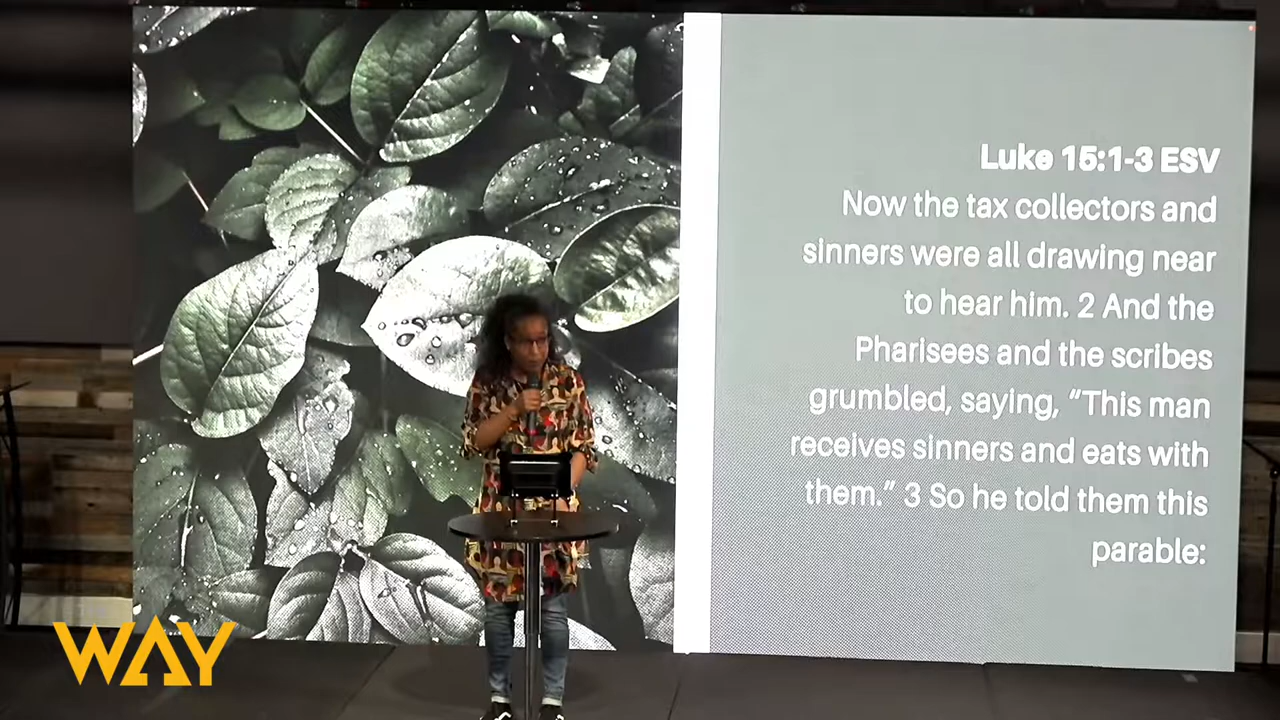 Luke 15:1-3 ESV
Now the tax collectors and
sinners were all drawing near
to hear him. 2 And the
Pharisees and the scribes
grumbled, saying, “This man
receives sinners and eats with
them.” 3 So he told them this
parable:
WAY